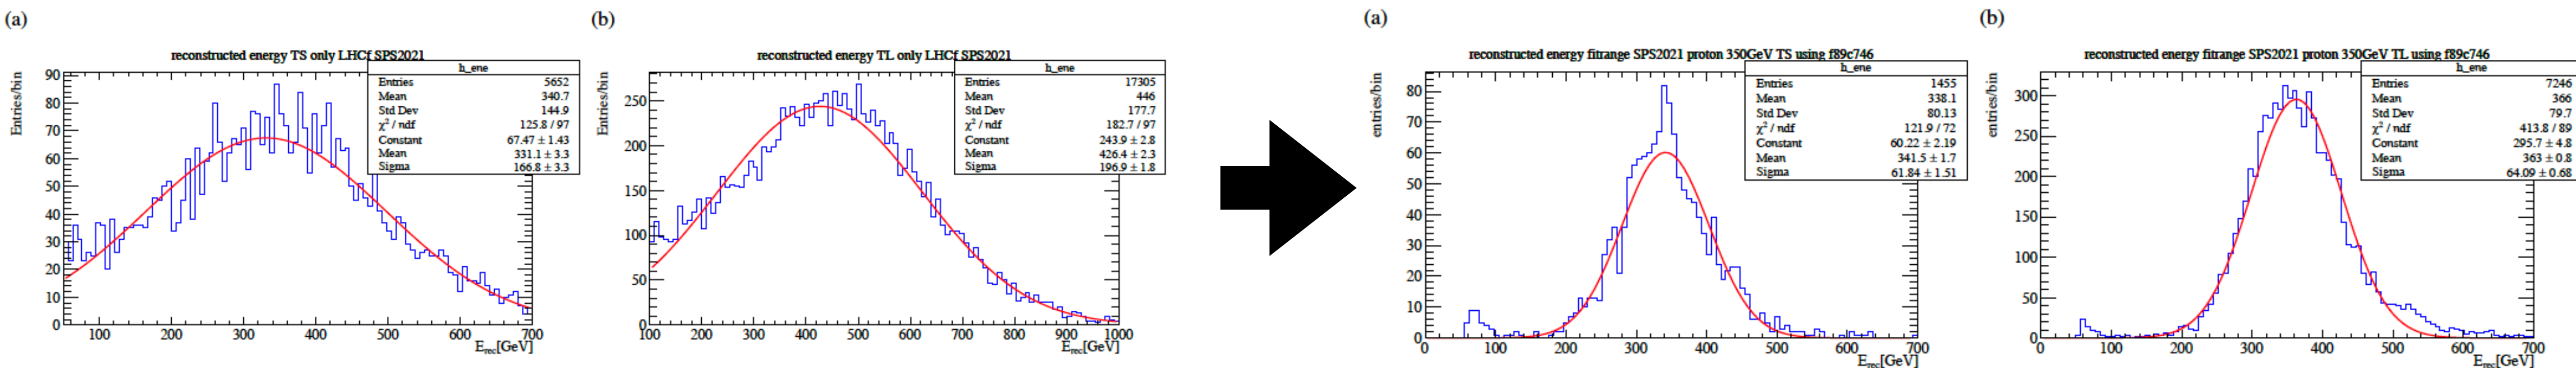 (a)
reconstructed energy TS only LHCf SPS2021
h_ene
Entries 5652
Mean 340.7
Std Dev 144.9
χ² / ndf 125.8 / 97
Constant 67.47 ± 1.43
Mean 331.1 ± 3.3
Sigma 166.8 ± 3.3
Entries/bin
90
80
70
60
50
40
30
20
10
0
100 200 300 400 500 600 700
E_rec[GeV]
(b)
reconstructed energy TL only LHCf SPS2021
h_ene
Entries 17305
Mean 446
Std Dev 177.7
χ² / ndf 182.7 / 97
Constant 243.9 ± 2.8
Mean 426.4 ± 2.3
Sigma 196.9 ± 1.8
Entries/bin
250
200
150
100
50
0
100 200 300 400 500 600 700 800 900 1000
E_rec[GeV]
(a)
reconstructed energy fitrange SPS2021 proton 350GeV TS using f89c746
h_ene
Entries 1455
Mean 338.1
Std Dev 80.13
χ² / ndf 121.9 / 72
Constant 60.22 ± 2.19
Mean 341.5 ± 1.7
Sigma 61.84 ± 1.51
entries/bin
80
70
60
50
40
30
20
10
0
0 100 200 300 400 500 600 700
E_rec[GeV]
(b)
reconstructed energy fitrange SPS2021 proton 350GeV TL using f89c746
h_ene
Entries 7246
Mean 366
Std Dev 79.7
χ² / ndf 413.8 / 89
Constant 295.7 ± 4.8
Mean 363 ± 0.8
Sigma 64.09 ± 0.68
entries/bin
300
250
200
150
100
50
0
0 100 200 300 400 500 600 700
E_rec[GeV]